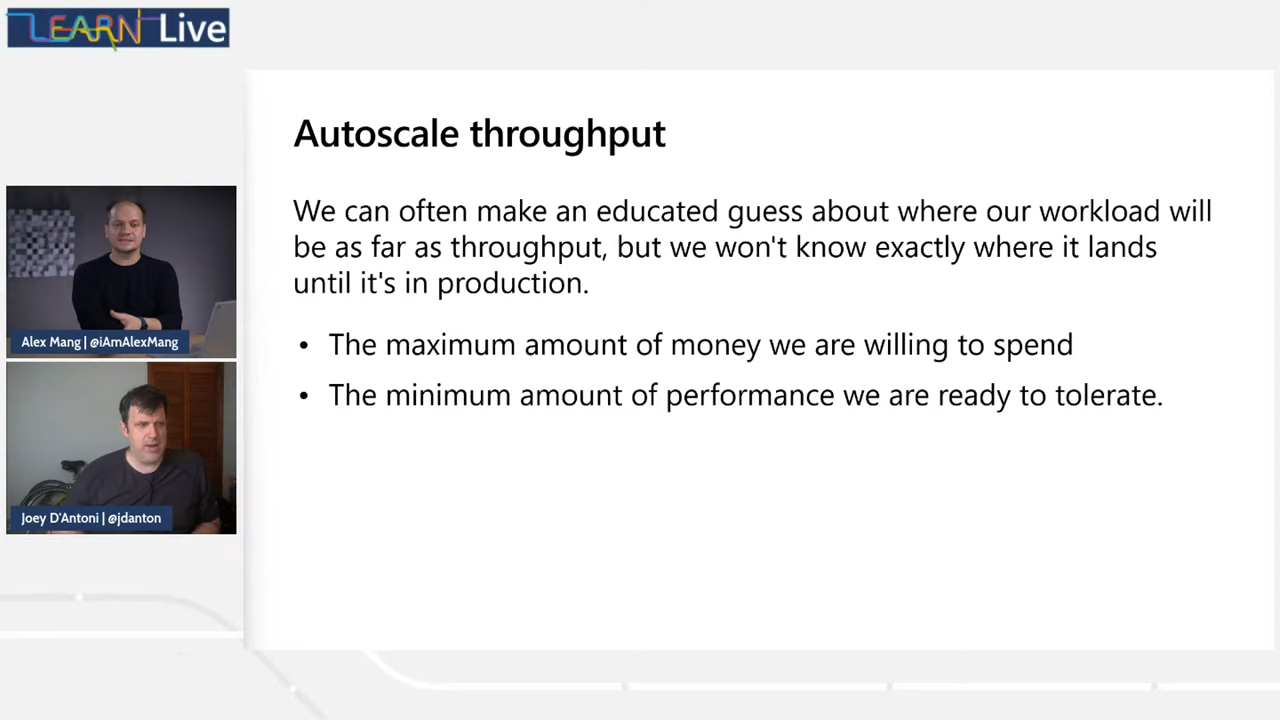 LEARN Live
Autoscale throughput
We can often make an educated guess about where our workload will
be as far as throughput, but we won't know exactly where it lands
until it's in production.
• The maximum amount of money we are willing to spend
• The minimum amount of performance we are ready to tolerate.
Alex Mang | @iAmAlexMang
Joey D'Antoni | @jdanton